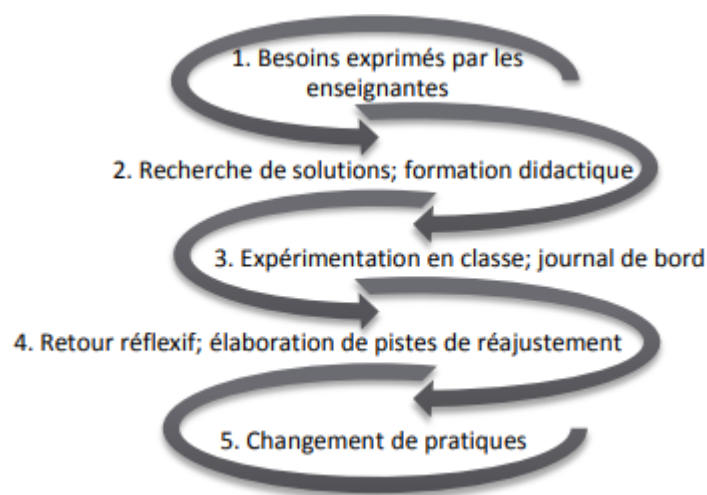 1. Besoins exprimés par les
enseignantes
2. Recherche de solutions; formation didactique
3. Expérimentation en classe; journal de bord
4. Retour réflexif; élaboration de pistes de réajustement
5. Changement de pratiques